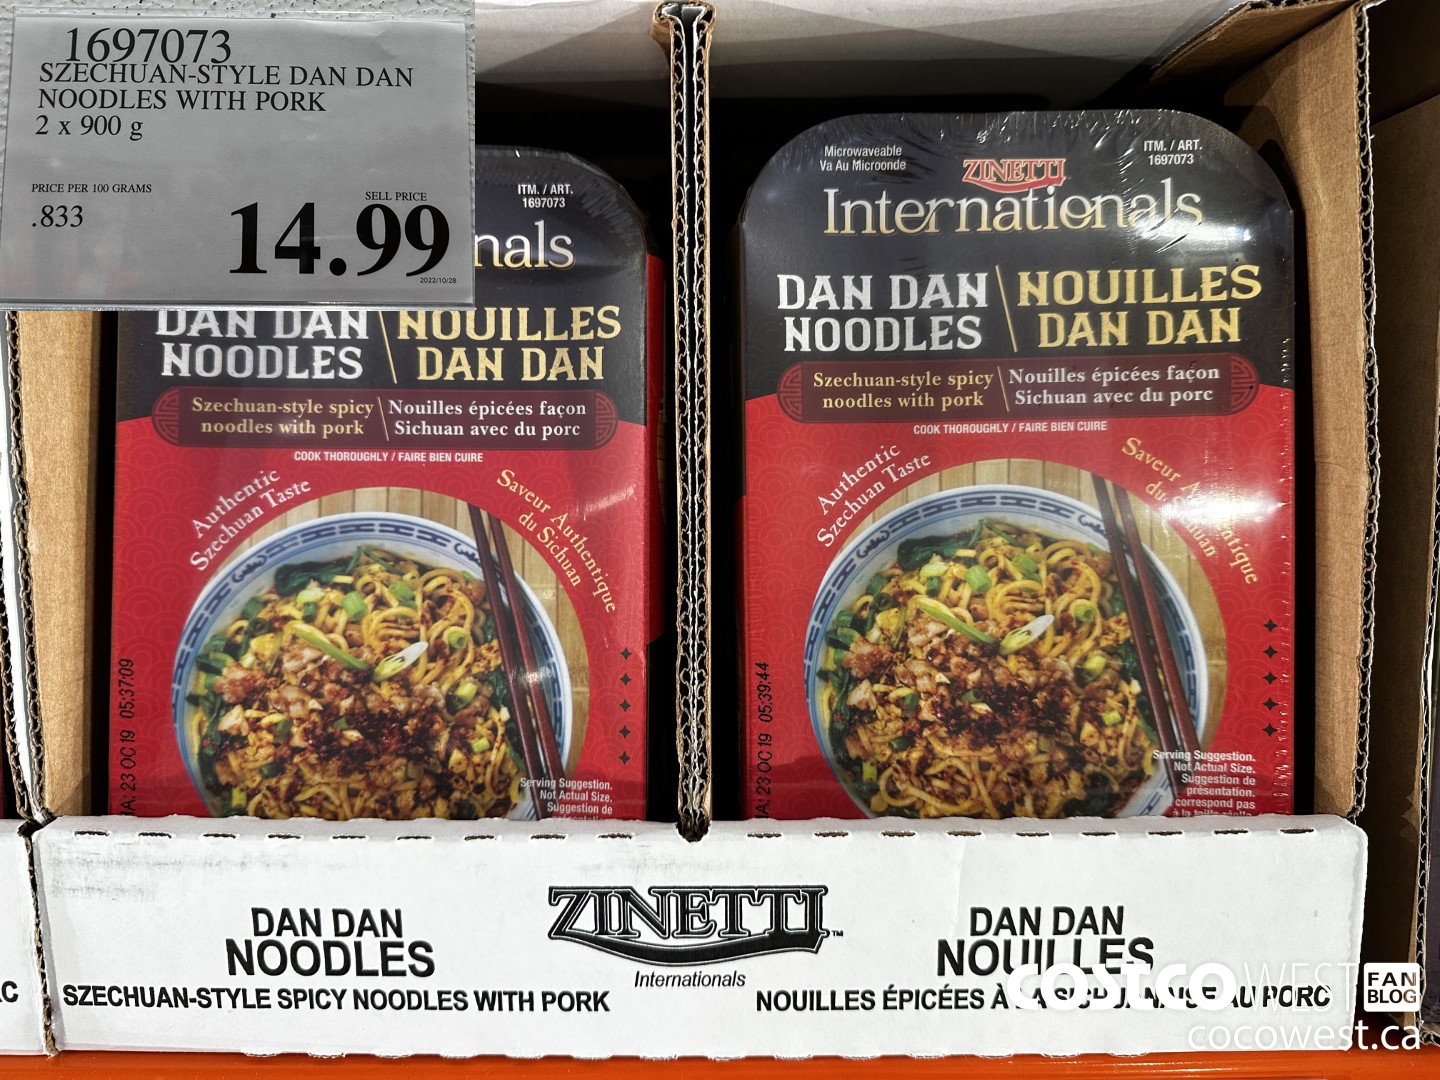 1697073
SZECHUAN-STYLE DAN DAN
NOODLES WITH PORK
2 x 900 g
PRICE PER 100 GRAMS
.833
SELL PRICE
14.99
2022/10/28
ITM. / ART.
1697073
nals
DAN DAN
NOODLES
NOUILLES
DAN DAN
Szechuan-style spicy
noodles with pork
Nouilles épicées façon
Sichuan avec du porc
COOK THOROUGHLY / FAIRE BIEN CUIRE
Authentic
Szechuan Taste
Saveur Authentique
du Sichuan
23 OC 19 05:37:09
Serving Suggestion.
Not Actual Size.
Suggestion de
Microwaveable
Va Au Microonde
ZINETTI
ITM. / ART.
1697073
Internationals
DAN DAN
NOODLES
NOUILLES
DAN DAN
Szechuan-style spicy
noodles with pork
Nouilles épicées façon
Sichuan avec du porc
COOK THOROUGHLY / FAIRE BIEN CUIRE
Authentic
Szechuan Taste
Saveur
23 OC 19 05:39:44
Serving Suggestion.
Not Actual Size.
Suggestion de
présentation.
correspond pas
DAN DAN
NOODLES
SZECHUAN-STYLE SPICY NOODLES WITH PORK
ZINETTI™
Internationals
DAN DAN
NOUILLES
NOUILLES ÉPICÉES À LA SICHUANNAISE AU PORC
COSTCO WEST
FAN
BLOG
cocowest.ca